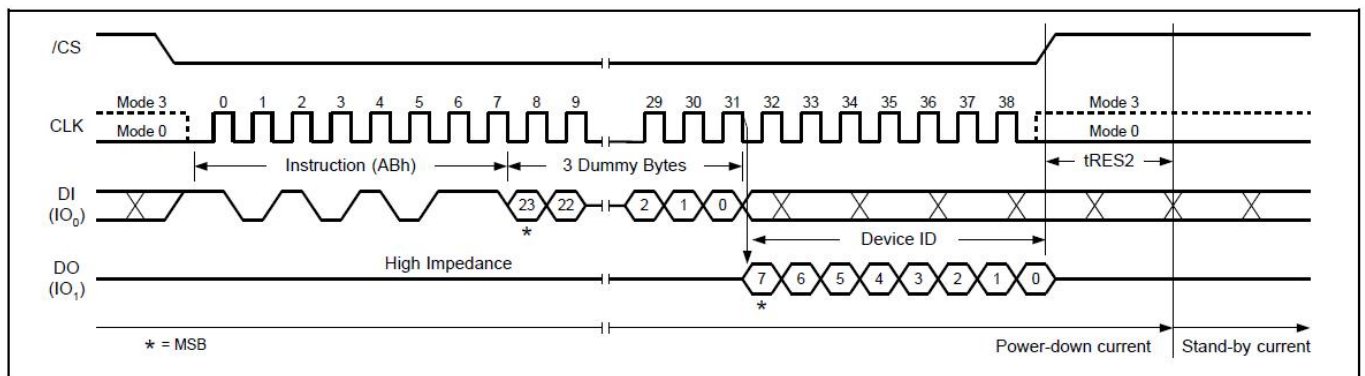 /CS
Mode 3 0 1 2 3 4 5 6 7 8 9 29 30 31 32 33 34 35 36 37 38 Mode 3
CLK
Mode 0 Mode 0
Instruction (ABh) 3 Dummy Bytes tRES2
DI
(IO₀)
23 22 2 1 0
*
Device ID
DO
(IO₁)
High Impedance
7 6 5 4 3 2 1 0
*
* = MSB
Power-down current Stand-by current